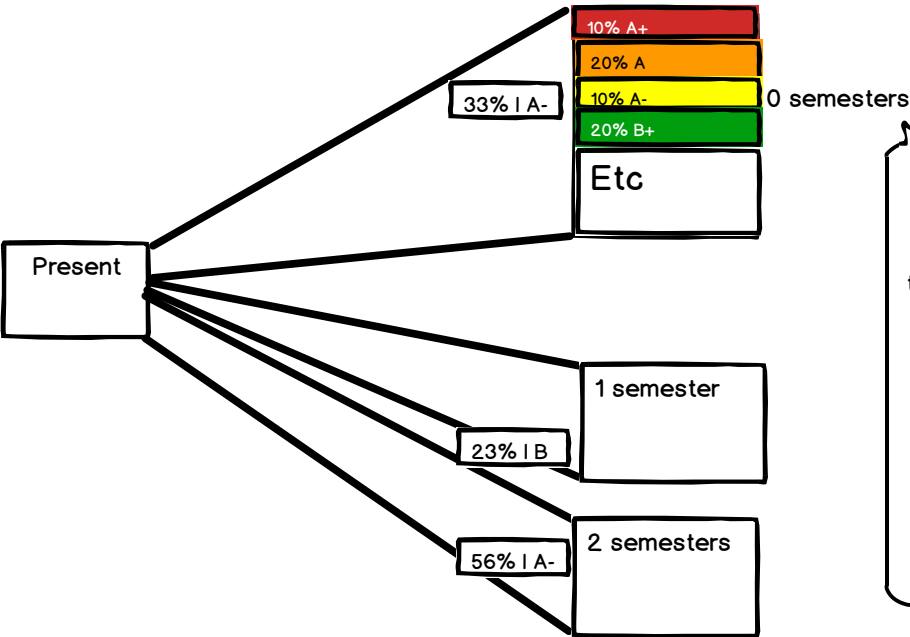 10% A+
20% A
10% A-
0 semesters
33% | A-
20% B+
Etc
Present
1 semester
23% | B
2 semesters
56% | A-